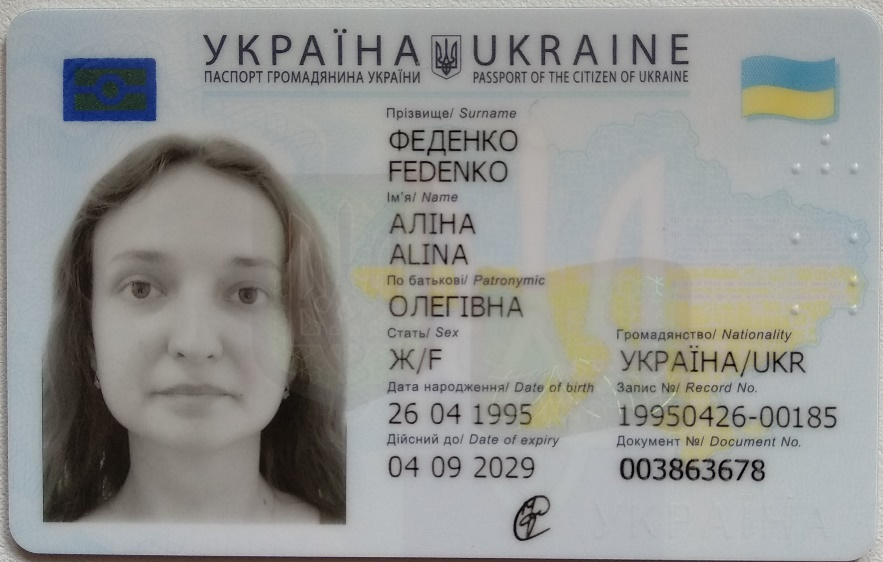 УКРАЇНА UKRAINE
ПАСПОРТ ГРОМАДЯНИНА УКРАЇНИ PASSPORT OF THE CITIZEN OF UKRAINE
Прізвище/ Surname
ФЕДЕНКО
FEDENKO
Ім'я/ Name
АЛІНА
ALINA
По батькові/ Patronymic
ОЛЕГІВНА
Стать/ Sex Громадянство/ Nationality
Ж/F УКРАЇНА/UKR
Дата народження/ Date of birth Запис №/ Record No.
26 04 1995 19950426-00185
Дійсний до/ Date of expiry Документ №/ Document No.
04 09 2029 003863678
УКРАЇНА